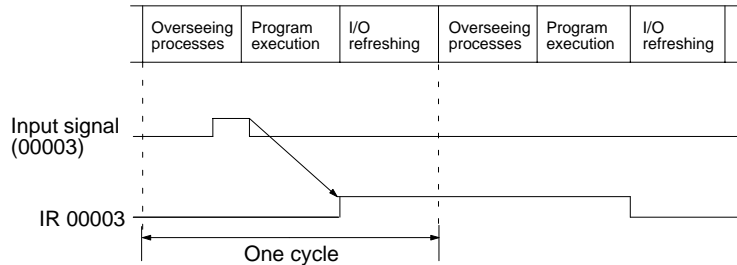 Overseeing processes
Program execution
I/O refreshing
Overseeing processes
Program execution
I/O refreshing
Input signal
(00003)
IR 00003
One cycle